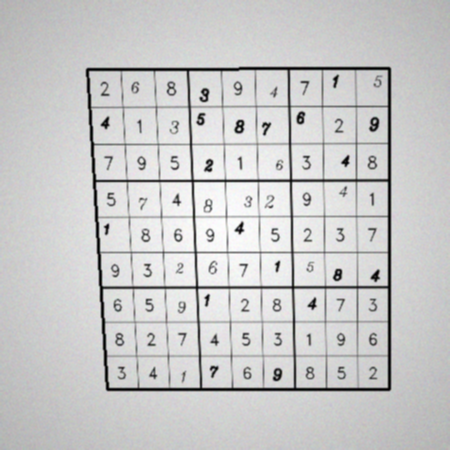 2 6 8 3 9 4 7 1 5
4 1 3 5 8 7 6 2 9
7 9 5 2 1 6 3 4 8
5 7 4 8 3 2 9 4 1
1 8 6 9 4 5 2 3 7
9 3 2 6 7 1 5 8 4
6 5 9 1 2 8 4 7 3
8 2 7 4 5 3 1 9 6
3 4 1 7 6 9 8 5 2